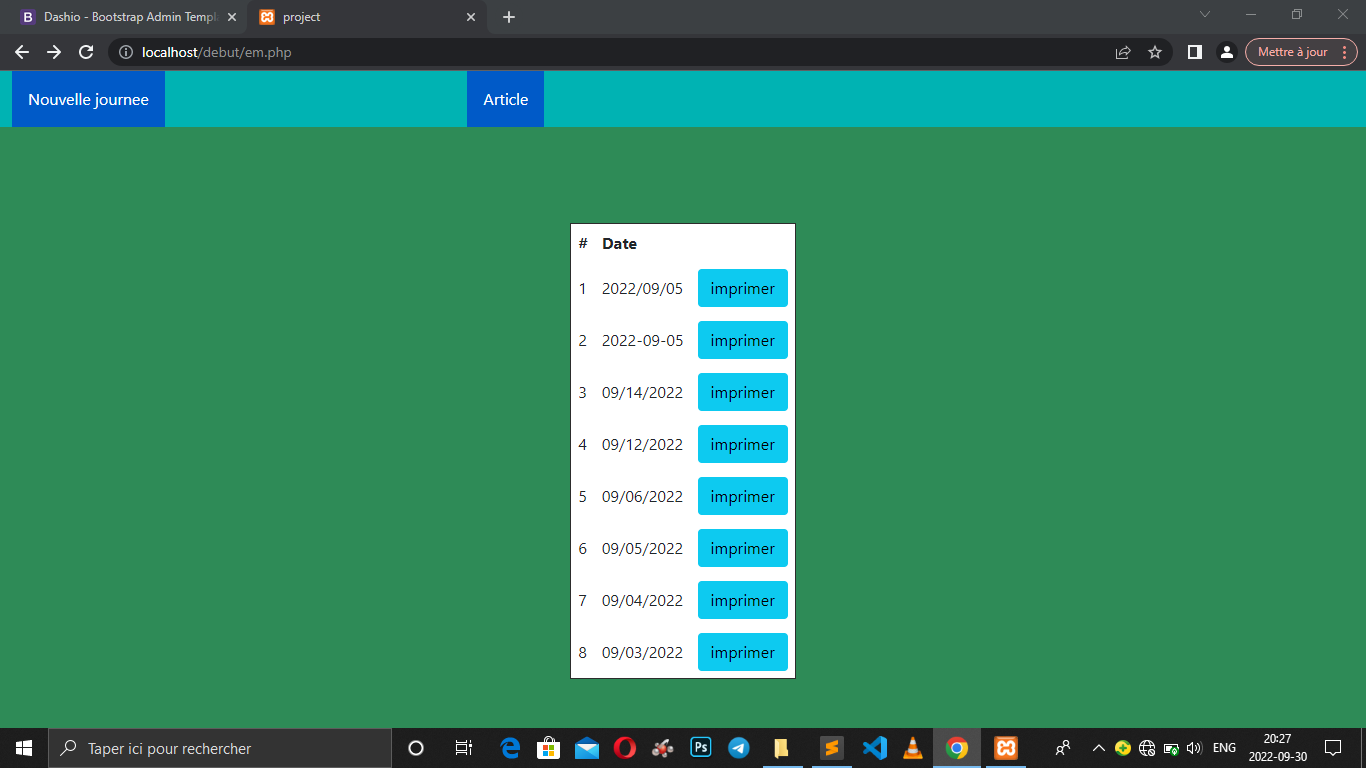 Dashio - Bootstrap Admin Templ
project
localhost/debut/em.php
Mettre à jour
Nouvelle journee
Article
# Date
1 2022/09/05 imprimer
2 2022-09-05 imprimer
3 09/14/2022 imprimer
4 09/12/2022 imprimer
5 09/06/2022 imprimer
6 09/05/2022 imprimer
7 09/04/2022 imprimer
8 09/03/2022 imprimer
Taper ici pour rechercher
Ps
ENG
20:27
2022-09-30